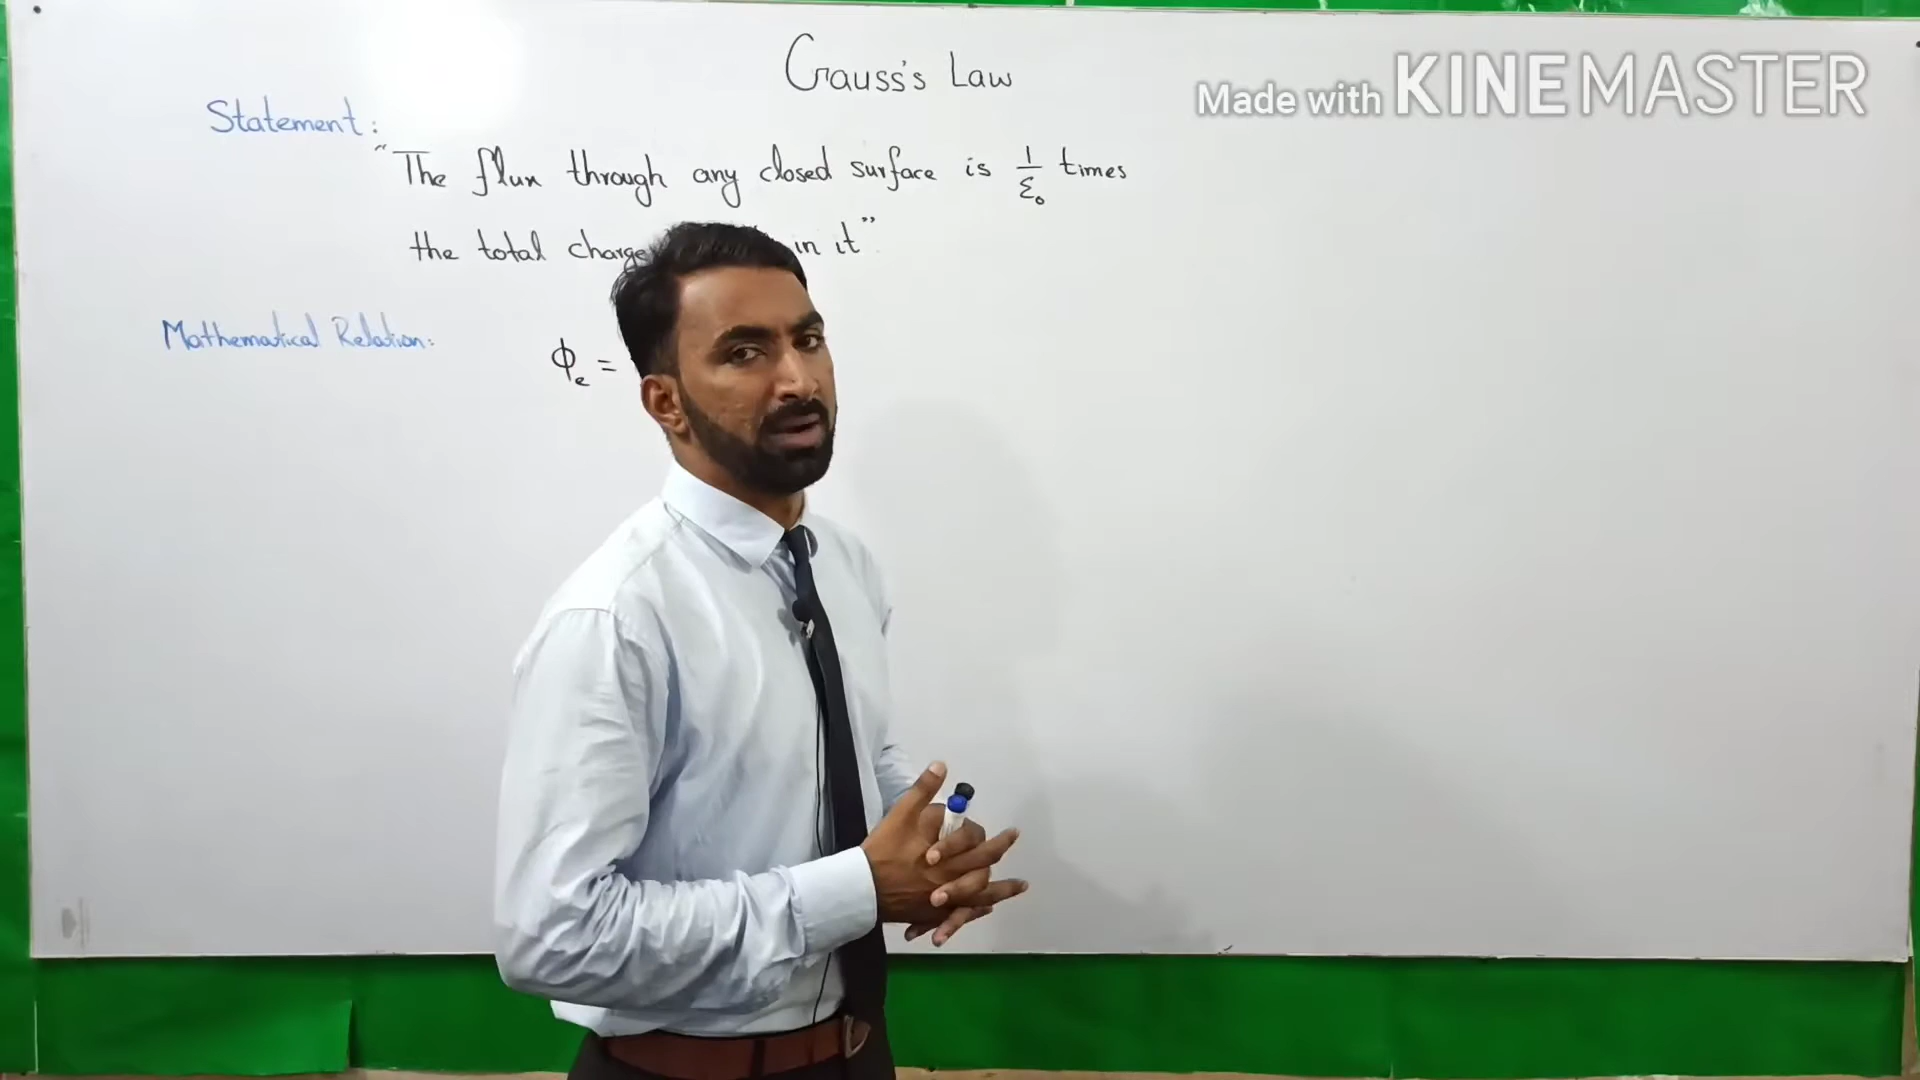 Gauss's Law
Made with KINEMASTER
Statement:
"The flux through any closed surface is 1/ε₀ times
the total charge in it"
Mathematical Relation:
ϕₑ =